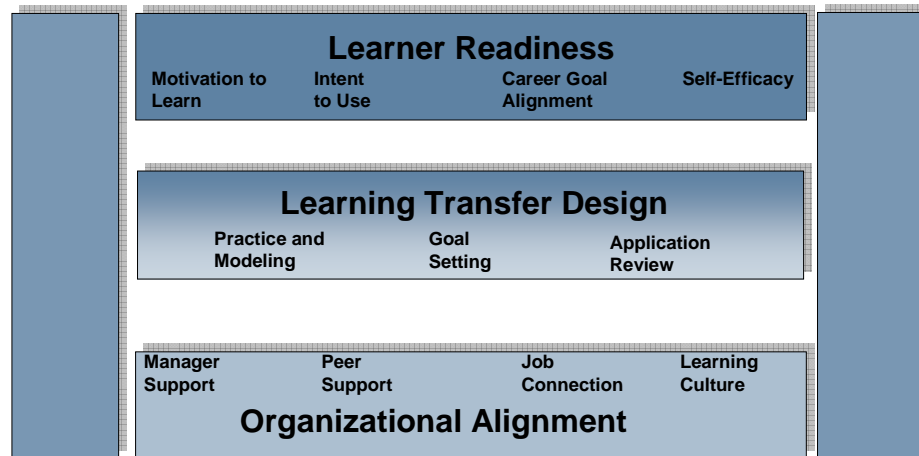 Learner Readiness
Motivation to Intent Career Goal Self-Efficacy
Learn to Use Alignment
Learning Transfer Design
Practice and Goal Application
Modeling Setting Review
Manager Peer Job Learning
Support Support Connection Culture
Organizational Alignment